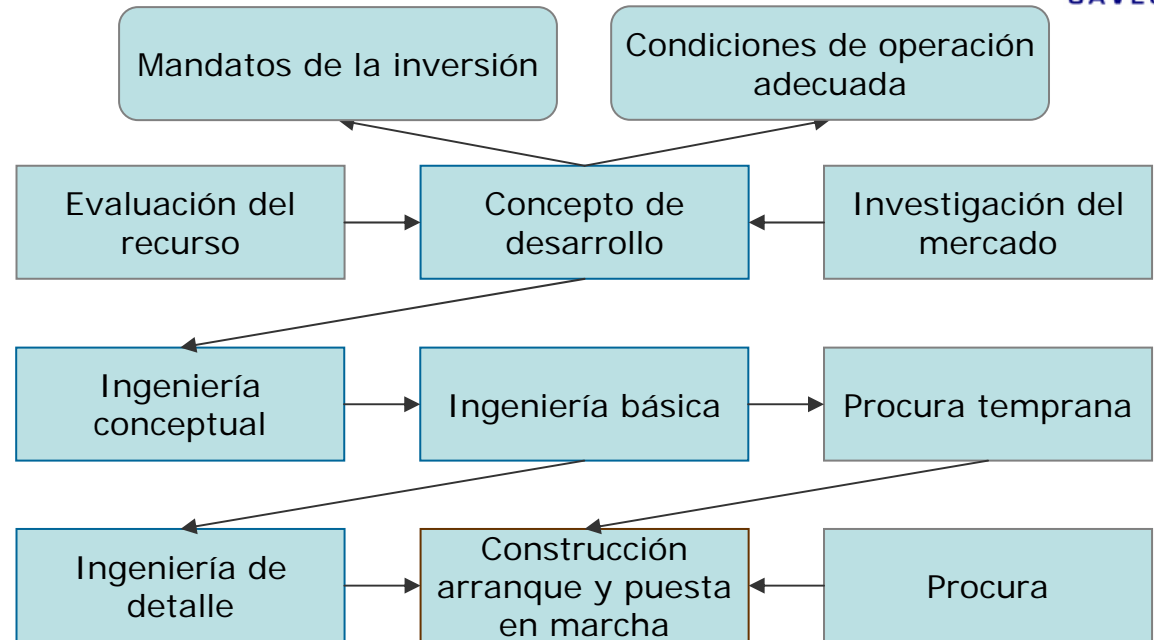 Mandatos de la inversión
Condiciones de operación
adecuada
Evaluación del
recurso
Concepto de
desarrollo
Investigación del
mercado
Ingeniería
conceptual
Ingeniería básica
Procura temprana
Ingeniería de
detalle
Construcción
arranque y puesta
en marcha
Procura